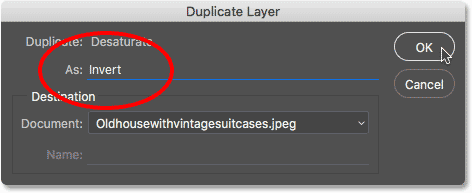 Duplicate Layer
Duplicate: Desaturate
OK
As: Invert
Cancel
Destination
Document: Oldhousewithvintagesuitcases.jpeg
Name: